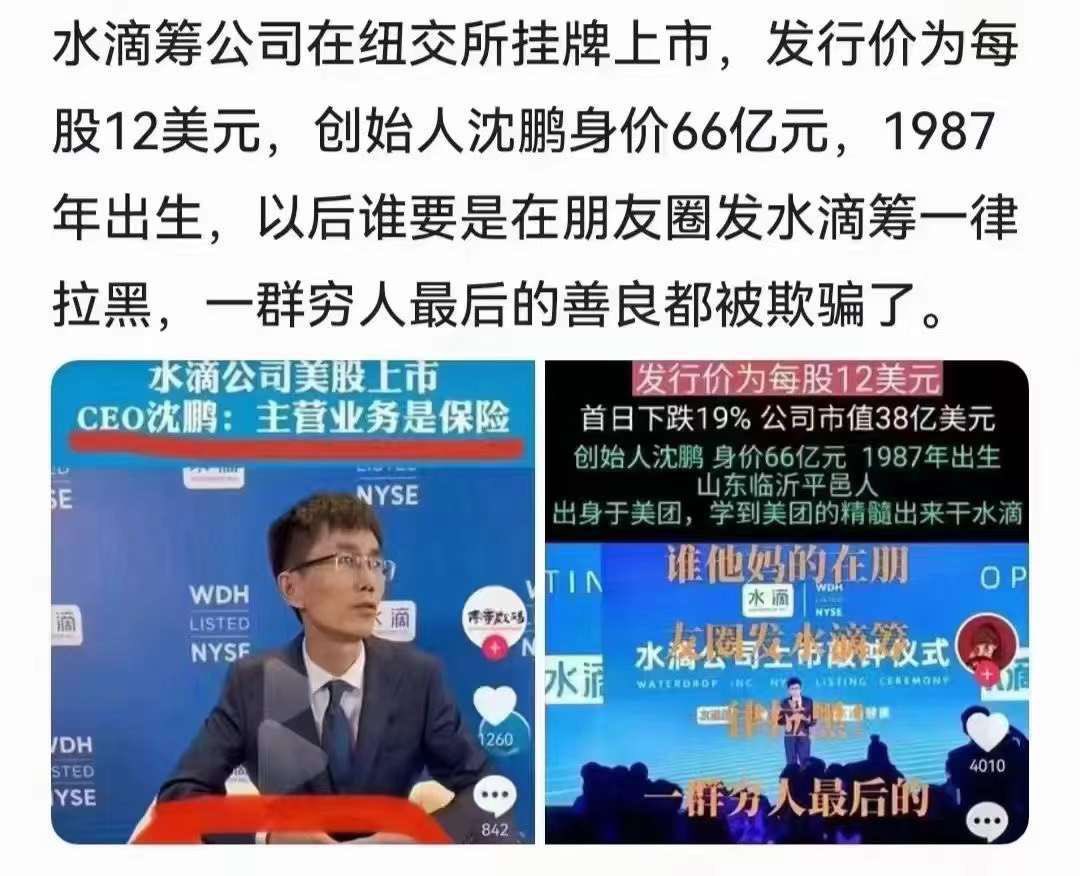 水滴筹公司在纽交所挂牌上市，发行价为每
股12美元，创始人沈鹏身价66亿元，1987
年出生，以后谁要是在朋友圈发水滴筹一律
拉黑，一群穷人最后的善良都被欺骗了。
水滴公司美股上市
CEO沈鹏：主营业务是保险
NYSE
WDH
LISTED
NYSE
水滴
1260
842
发行价为每股12美元
首日下跌19% 公司市值38亿美元
创始人沈鹏 身价66亿元 1987年出生
山东临沂平邑人
出身于美团，学到美团的精髓出来干水滴
谁他妈的在朋
水滴
WDH
LISTED
NYSE
友圈发水滴筹
水滴公司上市敲钟仪式
WATERDROP INC. NYSE LISTING CEREMONY
一律拉黑！
一群穷人最后的
4010